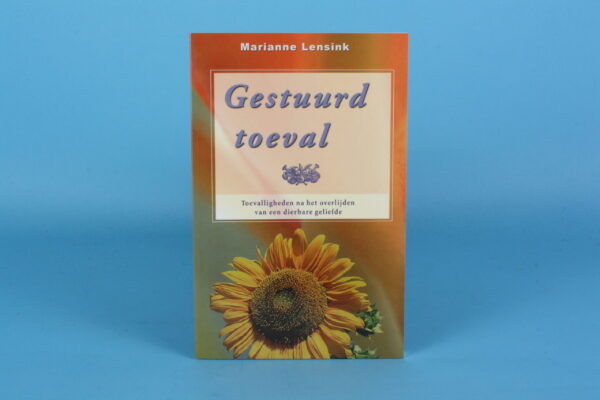 Marianne Lensink
Gestuurd
toeval
Toevalligheden na het overlijden
van een dierbare geliefde